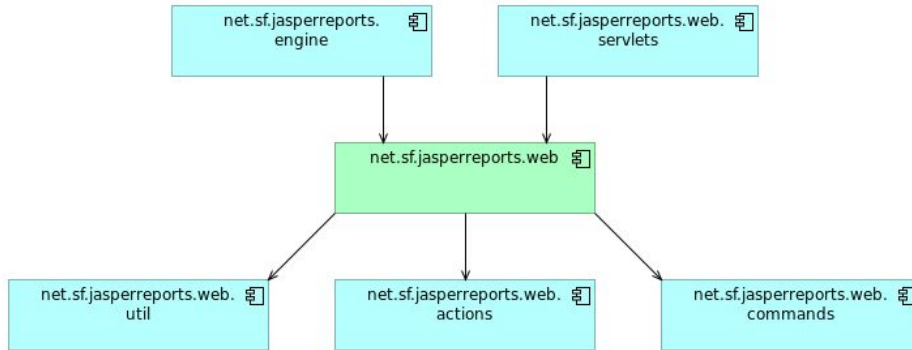 net.sf.jasperreports.
engine
net.sf.jasperreports.web.
servlets
net.sf.jasperreports.web
net.sf.jasperreports.web.
util
net.sf.jasperreports.web.
actions
net.sf.jasperreports.web.
commands